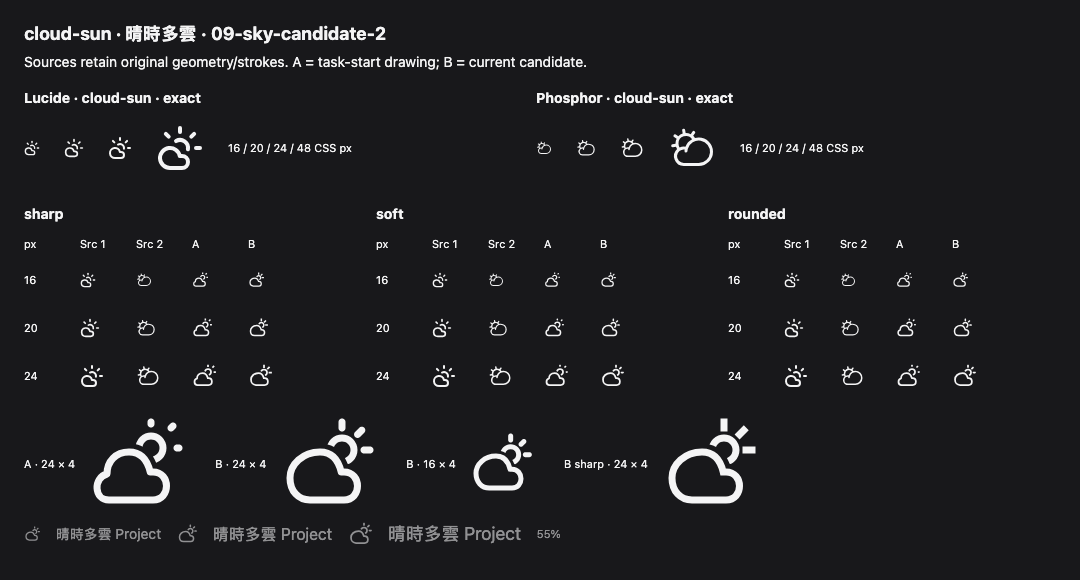 cloud-sun · 晴時多雲 · 09-sky-candidate-2
Sources retain original geometry/strokes. A = task-start drawing; B = current candidate.
Lucide · cloud-sun · exact
Phosphor · cloud-sun · exact
16 / 20 / 24 / 48 CSS px
16 / 20 / 24 / 48 CSS px
sharp
soft
rounded
px Src 1 Src 2 A B
px Src 1 Src 2 A B
px Src 1 Src 2 A B
16
16
16
20
20
20
24
24
24
A · 24 × 4
B · 24 × 4
B · 16 × 4
B sharp · 24 × 4
晴時多雲 Project
晴時多雲 Project
晴時多雲 Project
55%